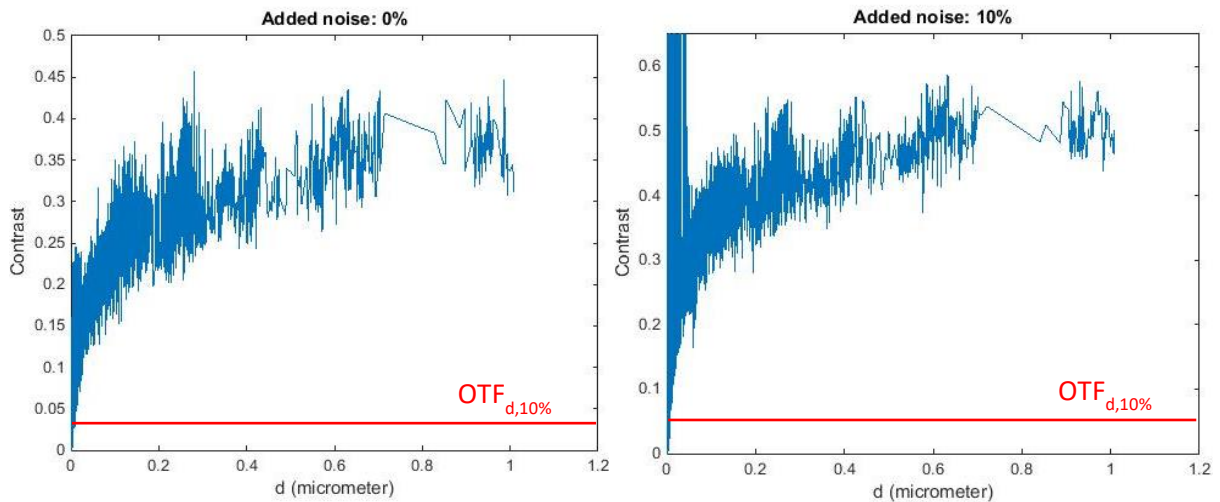 Added noise: 0%
0.5
0.45
0.4
0.35
0.3
0.25
0.2
0.15
0.1
0.05
0
Contrast
OTFd,10%
0 0.2 0.4 0.6 0.8 1 1.2
d (micrometer)
Added noise: 10%
0.6
0.5
0.4
0.3
0.2
0.1
0
Contrast
OTFd,10%
0 0.2 0.4 0.6 0.8 1 1.2
d (micrometer)